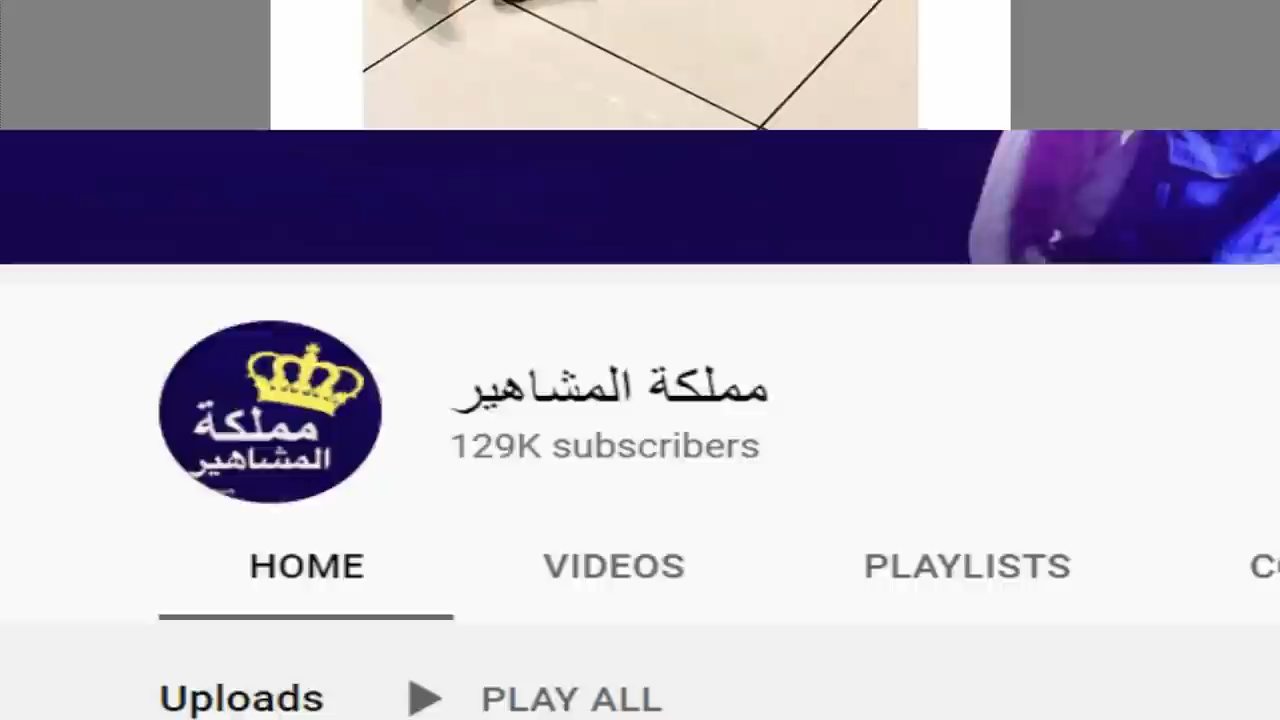 مملكة
المشاهير
مملكة المشاهير
129K subscribers
HOME VIDEOS PLAYLISTS
Uploads PLAY ALL